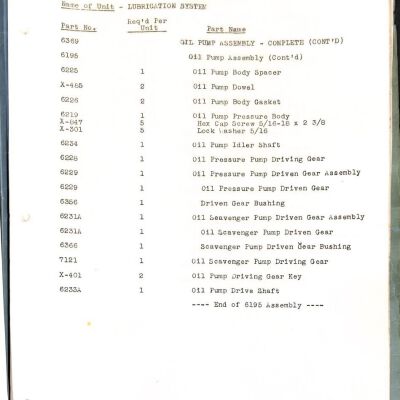 Name of Unit - LUBRICATION SYSTEM
Part No. Req'd Per Unit Part Name
6369 OIL PUMP ASSEMBLY - COMPLETE (CONT'D)
6195 Oil Pump Assembly (Cont'd)
6225 1 Oil Pump Body Spacer
X-465 2 Oil Pump Dowel
6226 2 Oil Pump Body Gasket
6219 1 Oil Pump Pressure Body
X-847 5 Hex Cap Screw 5/16-18 x 2 3/8
X-301 5 Lock Washer 5/16
6234 1 Oil Pump Idler Shaft
6228 1 Oil Pressure Pump Driving Gear
6229 1 Oil Pressure Pump Driven Gear Assembly
6229 1 Oil Pressure Pump Driven Gear
6386 1 Driven Gear Bushing
6231A 1 Oil Scavenger Pump Driven Gear Assembly
6231A 1 Oil Scavenger Pump Driven Gear
6366 1 Scavenger Pump Driven Gear Bushing
7121 1 Oil Scavenger Pump Driving Gear
X-401 2 Oil Pump Driving Gear Key
6233A 1 Oil Pump Drive Shaft
---- End of 6195 Assembly ----